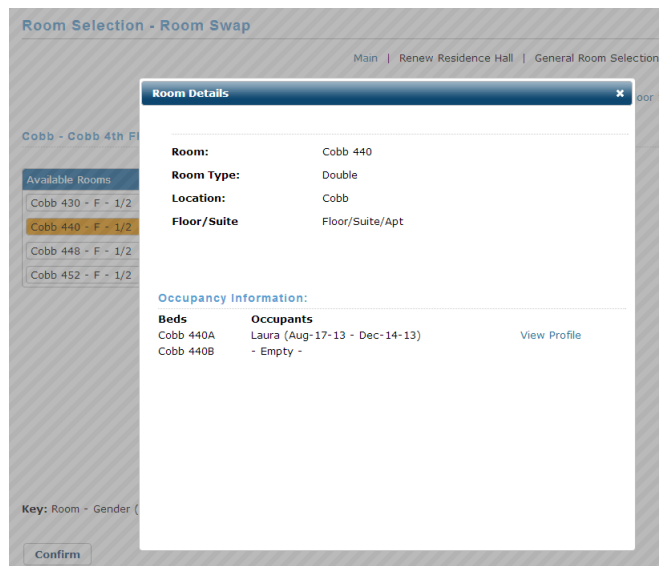 Room Selection - Room Swap
Main | Renew Residence Hall | General Room Selection
Room Details
oor
Cobb - Cobb 4th Fl
Room: Cobb 440
Room Type: Double
Location: Cobb
Floor/Suite Floor/Suite/Apt
Available Rooms
Cobb 430 - F - 1/2
Cobb 440 - F - 1/2
Cobb 448 - F - 1/2
Cobb 452 - F - 1/2
Occupancy Information:
Beds Occupants
Cobb 440A Laura (Aug-17-13 - Dec-14-13) View Profile
Cobb 440B - Empty -
Key: Room - Gender (
Confirm